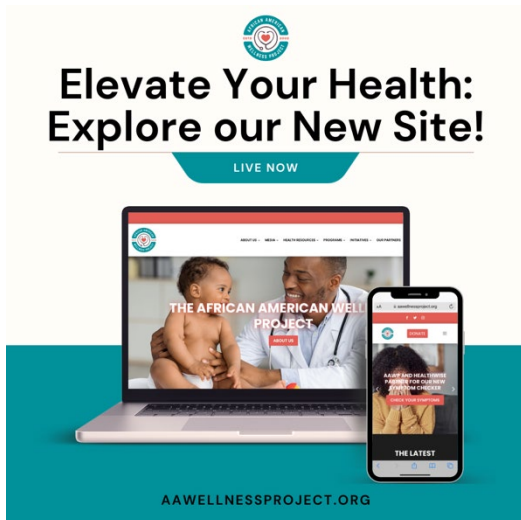 AFRICAN AMERICAN
WELLNESS PROJECT
Elevate Your Health:
Explore our New Site!
LIVE NOW
ABOUT US
MEDIA
HEALTH RESOURCES
PROGRAMS
INITIATIVES
OUR PARTNERS
THE AFRICAN AMERICAN WELL
PROJECT
ABOUT US
AA
aawellnessproject.org
DONATE
AAWP AND HEALTHWISE
PARTNER FOR OUR NEW
SYMPTOM CHECKER
CHECK YOUR SYMPTOMS
THE LATEST
AAWELLNESSPROJECT.ORG